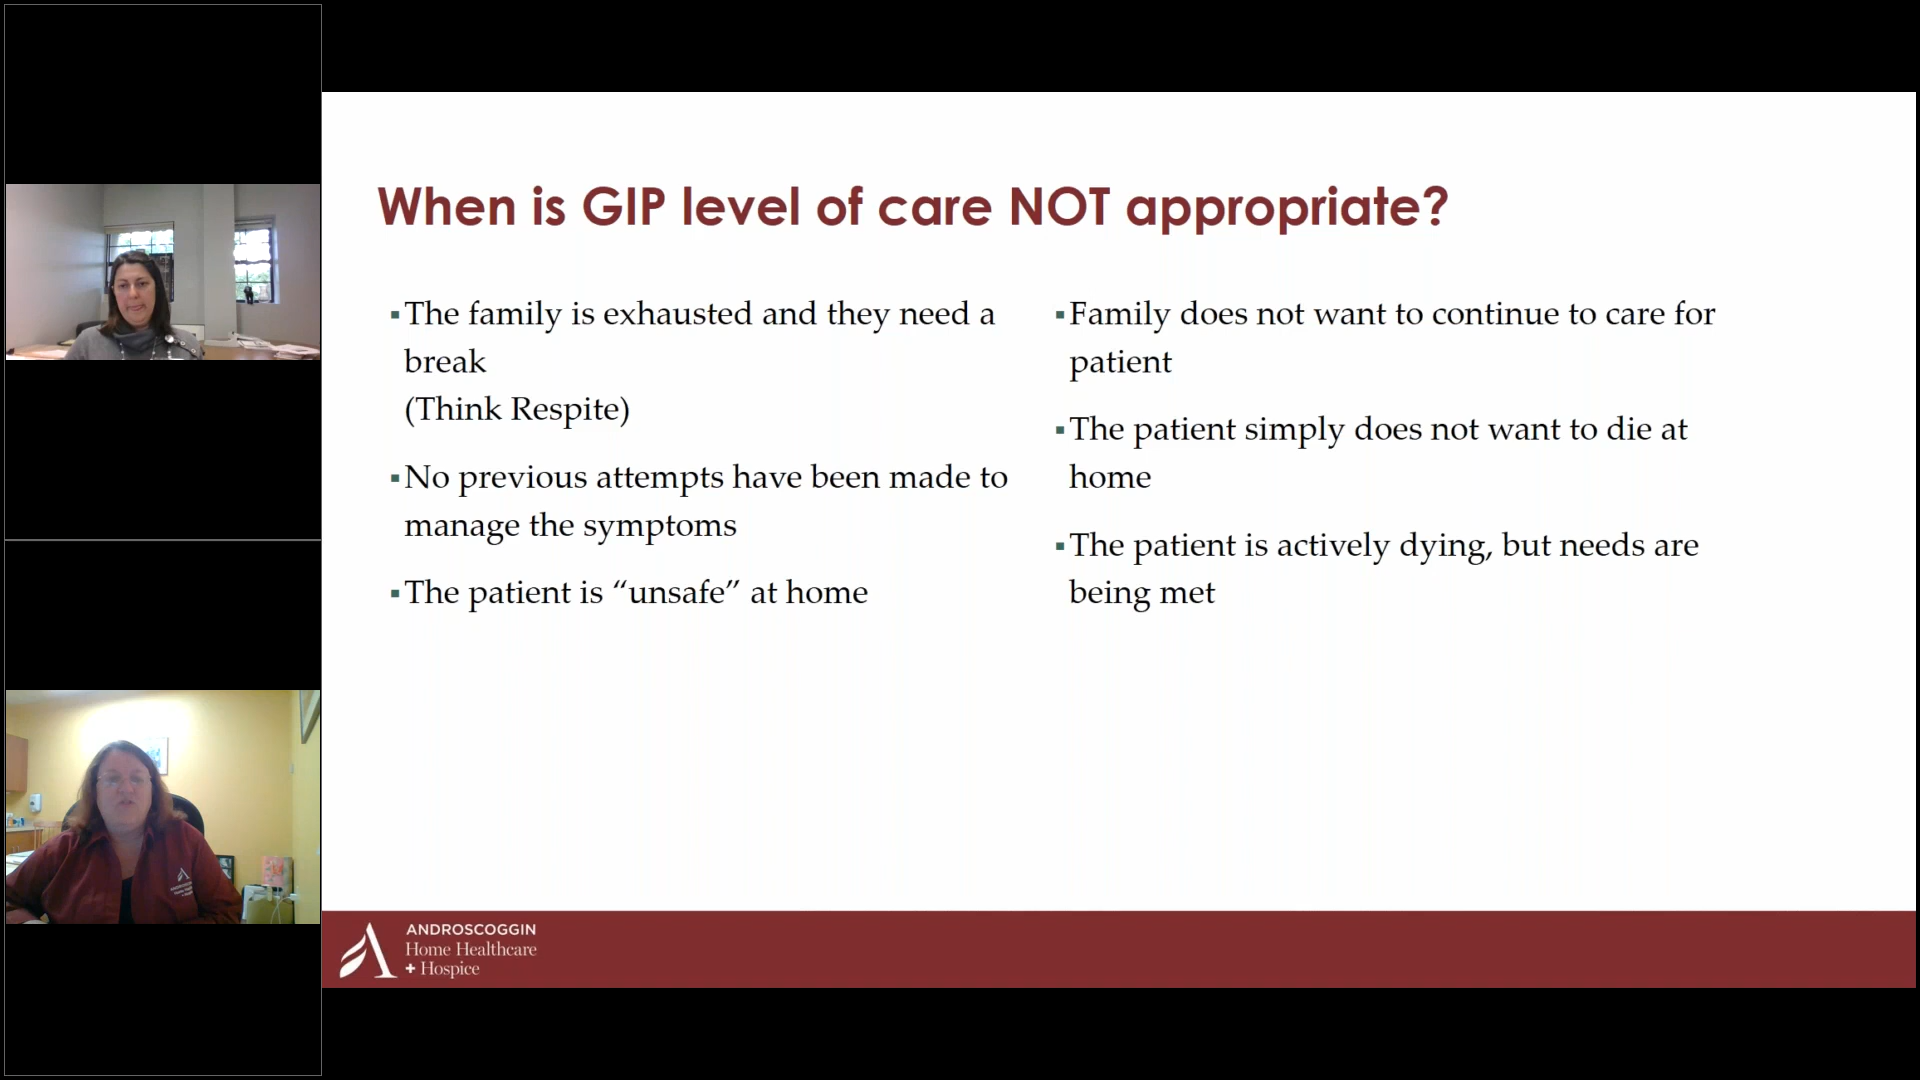 When is GIP level of care NOT appropriate?
▪The family is exhausted and they need a
break
(Think Respite)
▪No previous attempts have been made to
manage the symptoms
▪The patient is “unsafe” at home
▪Family does not want to continue to care for
patient
▪The patient simply does not want to die at
home
▪The patient is actively dying, but needs are
being met
ANDROSCOGGIN
Home Healthcare
+ Hospice